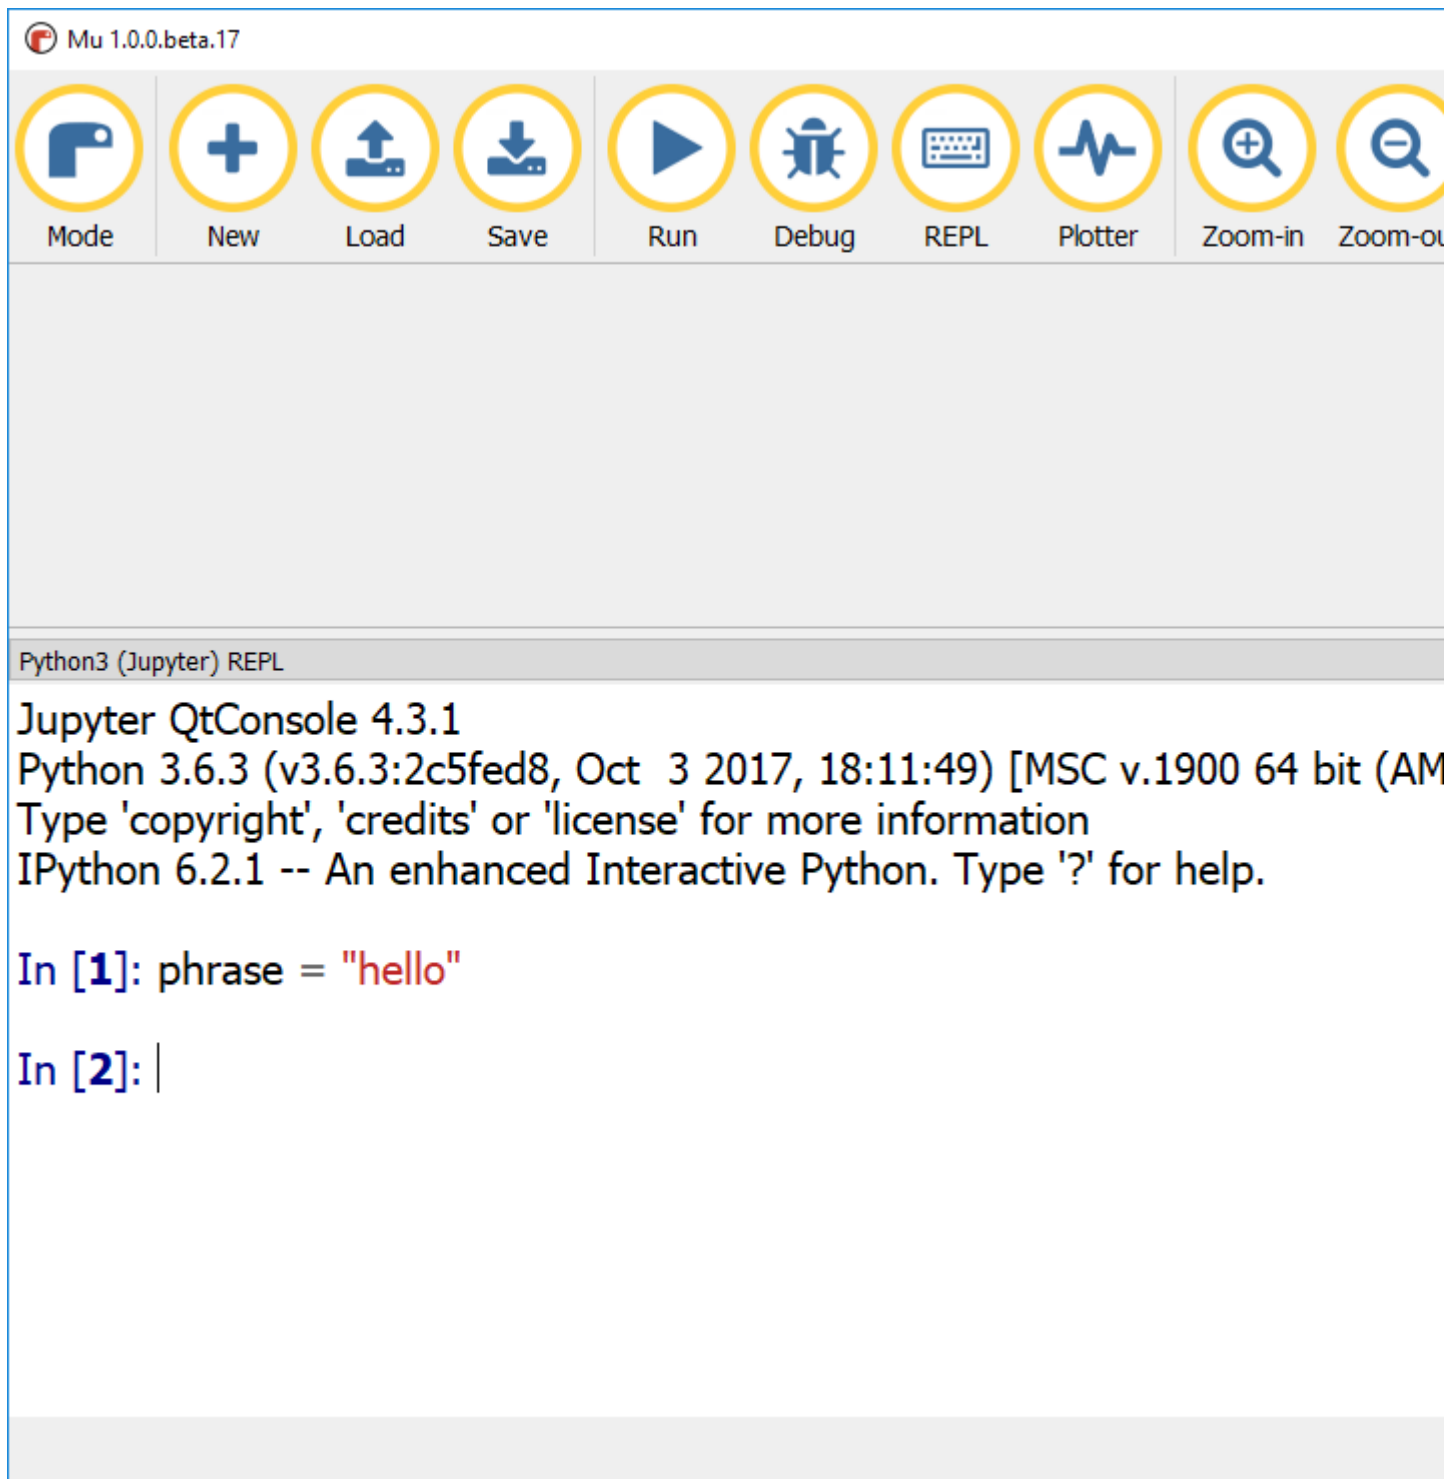 Mu 1.0.0.beta.17
Mode New Load Save Run Debug REPL Plotter Zoom-in Zoom-ou
Python3 (Jupyter) REPL
Jupyter QtConsole 4.3.1
Python 3.6.3 (v3.6.3:2c5fed8, Oct  3 2017, 18:11:49) [MSC v.1900 64 bit (AM
Type 'copyright', 'credits' or 'license' for more information
IPython 6.2.1 -- An enhanced Interactive Python. Type '?' for help.
In [1]: phrase = "hello"
In [2]: